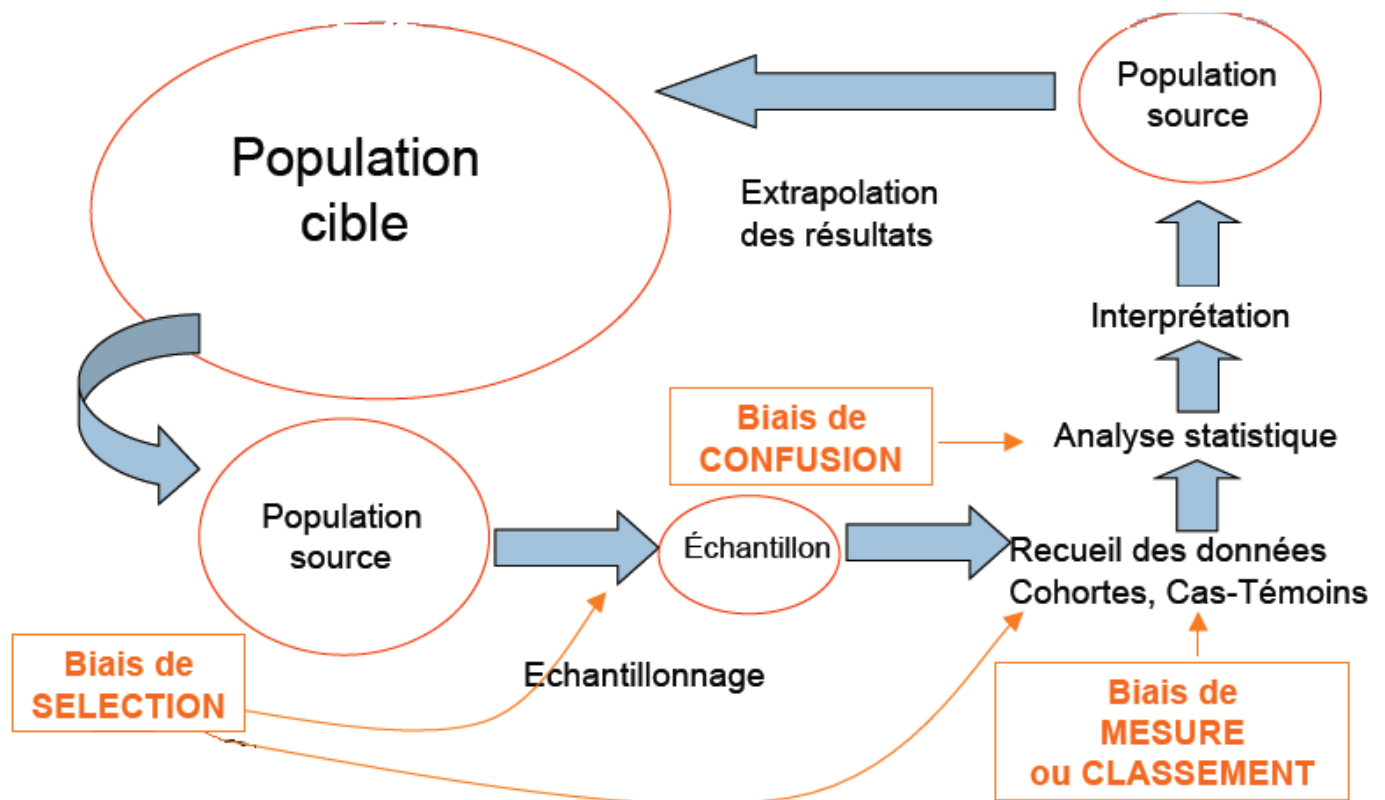 Population
cible
Extrapolation
des résultats
Population
source
Interprétation
Biais de
CONFUSION
Analyse statistique
Population
source
Échantillon
Recueil des données
Cohortes, Cas-Témoins
Biais de
SELECTION
Echantillonnage
Biais de
MESURE
ou CLASSEMENT